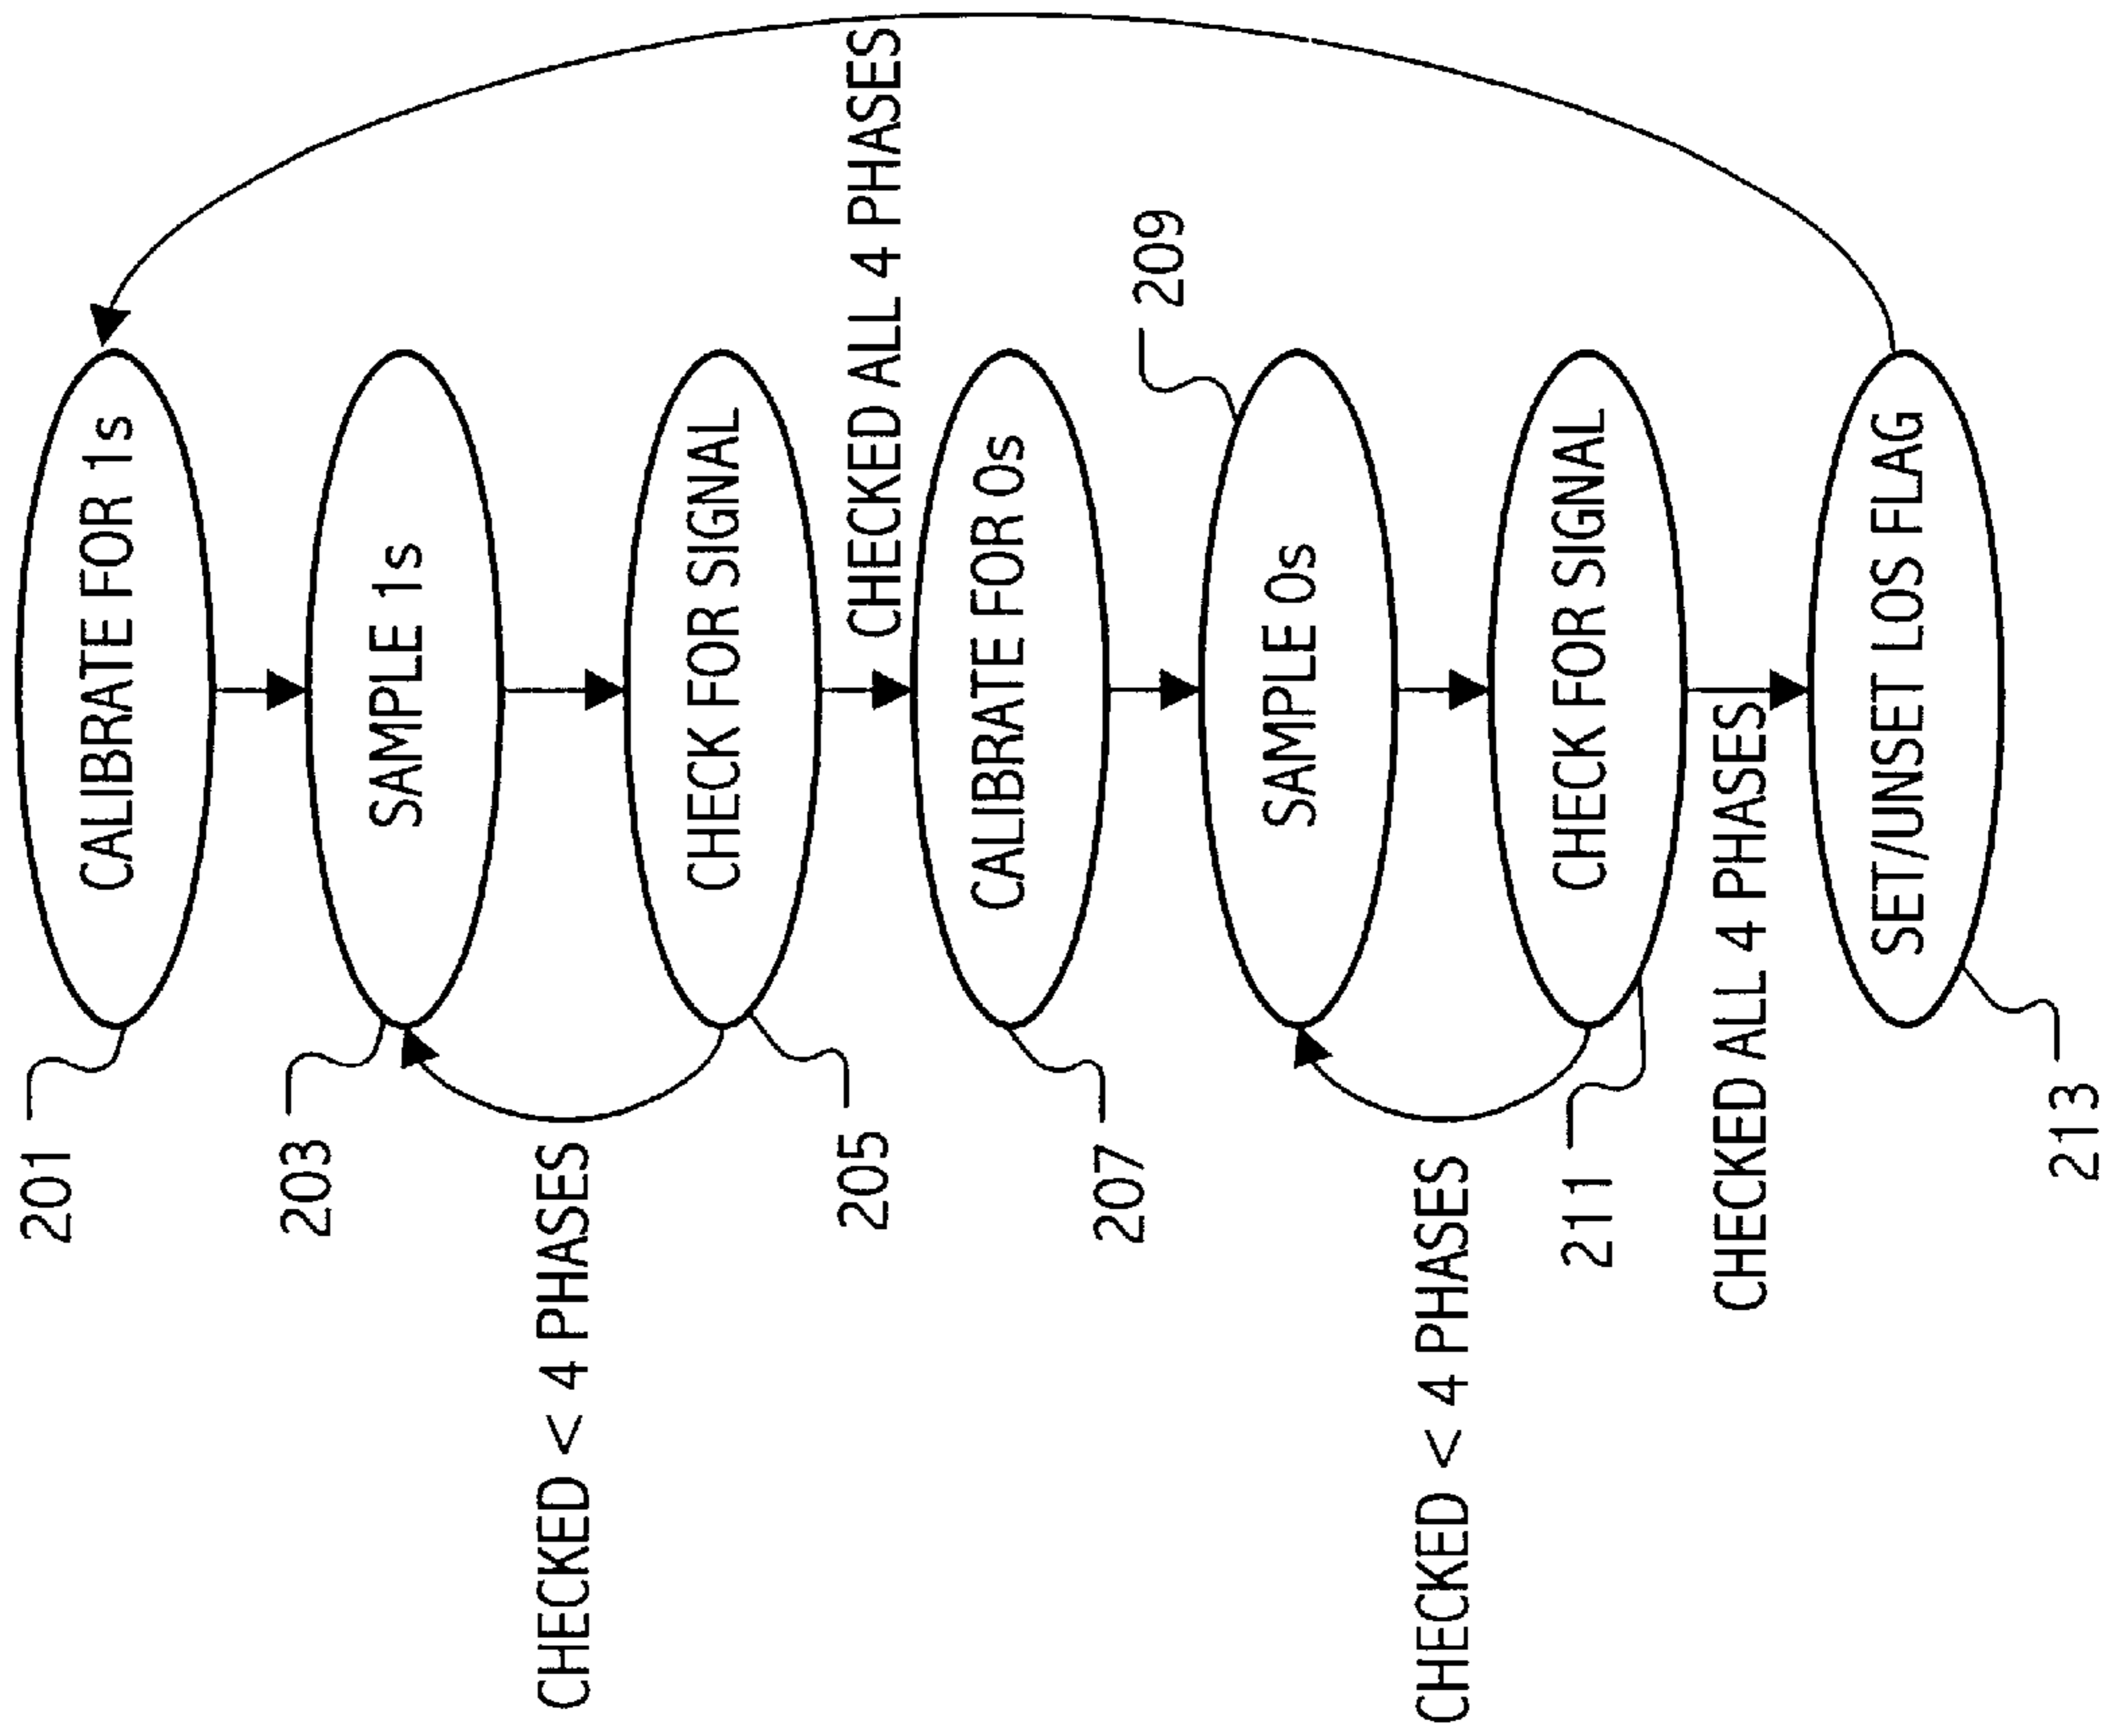 201
CALIBRATE FOR 1s
203
SAMPLE 1s
CHECKED < 4 PHASES
CHECK FOR SIGNAL
205
CHECKED ALL 4 PHASES
207
CALIBRATE FOR 0s
209
SAMPLE 0s
CHECKED < 4 PHASES
211
CHECK FOR SIGNAL
CHECKED ALL 4 PHASES
SET/UNSET LOS FLAG
213